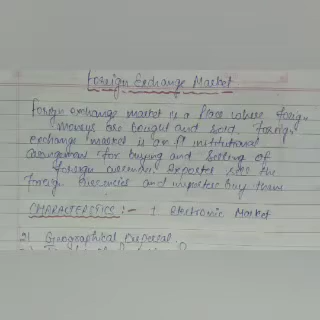 Foreign Exchange Market
Foreign exchange market is a place where foreign
moneys are bought and sold. Foreign
exchange market is an institutional
arrangement for buying and selling of
foreign currencies Exporter sell the
foreign currencies and importers buy them
CHARACTERISTICS :- 1. Electronic Market
2) Geographical Dispersal.